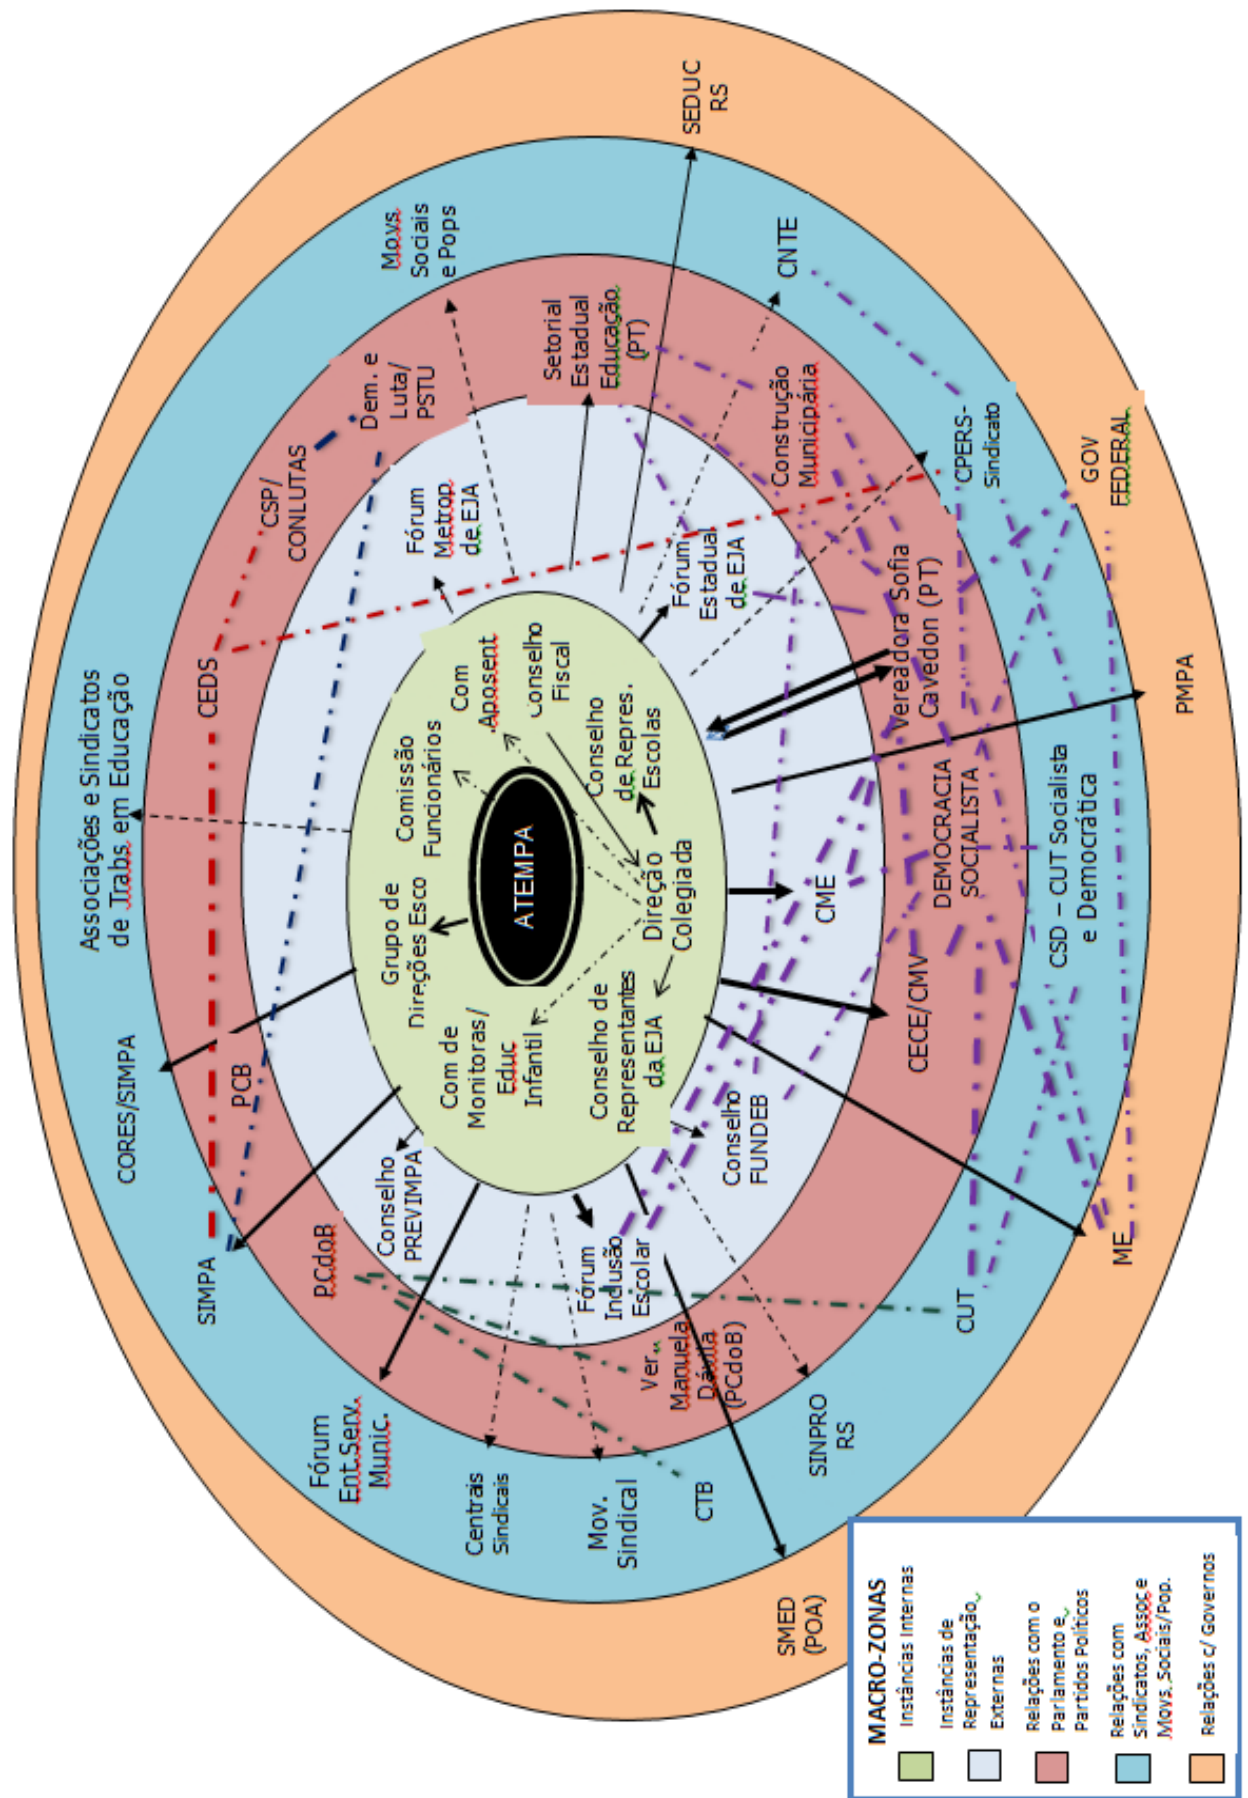 SEDUC
RS
Movs.
Sociais
e Pops
CNTE
Setorial
Estadual
Educação
(PT)
Dem. e
Luta/
PSTU
Construção
Municipária
CPERS-
Sindicato
GOV
FEDERAL
CSP/
CONLUTAS
Fórum
Metrop
de EJA
Fórum
Estadual
de EJA
Vereadora Sofia
Cavedon (PT)
PMPA
CEDS
Associações e Sindicatos
de Trabs em Educação
Com
Aposent
Conselho
Fiscal
Comissão
Funcionários
Conselho
de Repres.
Escolas
ATEMPA
Direção
Colegiada
Grupo de
Direções Esco
Com de
Monitoras/
Educ
Infantil
Conselho de
Representantes
da EJA
CME
DEMOCRACIA
SOCIALISTA
CSD – CUT Socialista
e Democrática
CECE/CMV
Conselho
FUNDEB
CORES/SIMPA
PCB
Conselho
PREVIMPA
Fórum
Inclusão
Escolar
ME
CUT
SIMPA
PCdoB
Ver.
Manuela
Dávila
(PCdoB)
Fórum
Ent.Serv.
Munic.
Centrais
Sindicais
Mov.
Sindical
CTB
SINPRO
RS
SMED
(POA)
MACRO-ZONAS
Instâncias Internas
Instâncias de
Representação
Externas
Relações com o
Parlamento e
Partidos Políticos
Relações com
Sindicatos, Assoc e
Movs. Sociais/Pop.
Relações c/ Governos